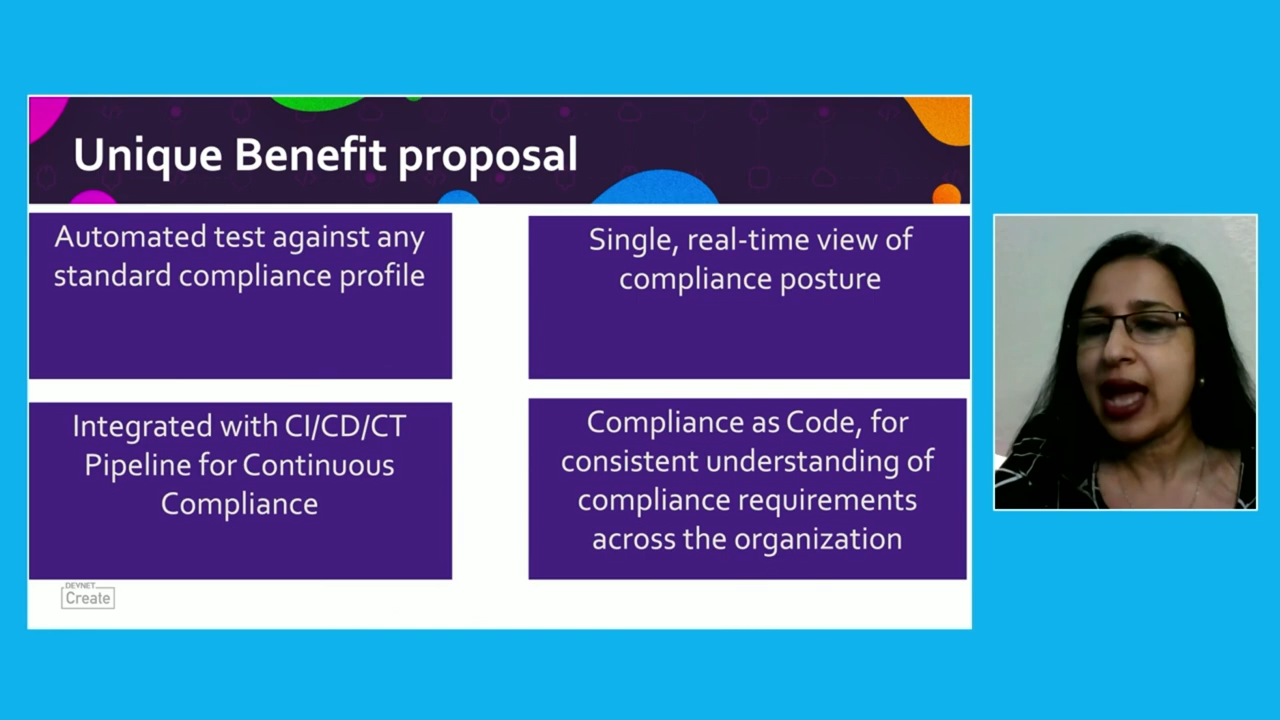 Unique Benefit proposal
Automated test against any
standard compliance profile
Single, real-time view of
compliance posture
Integrated with CI/CD/CT
Pipeline for Continuous
Compliance
Compliance as Code, for
consistent understanding of
compliance requirements
across the organization
DEVNET
Create